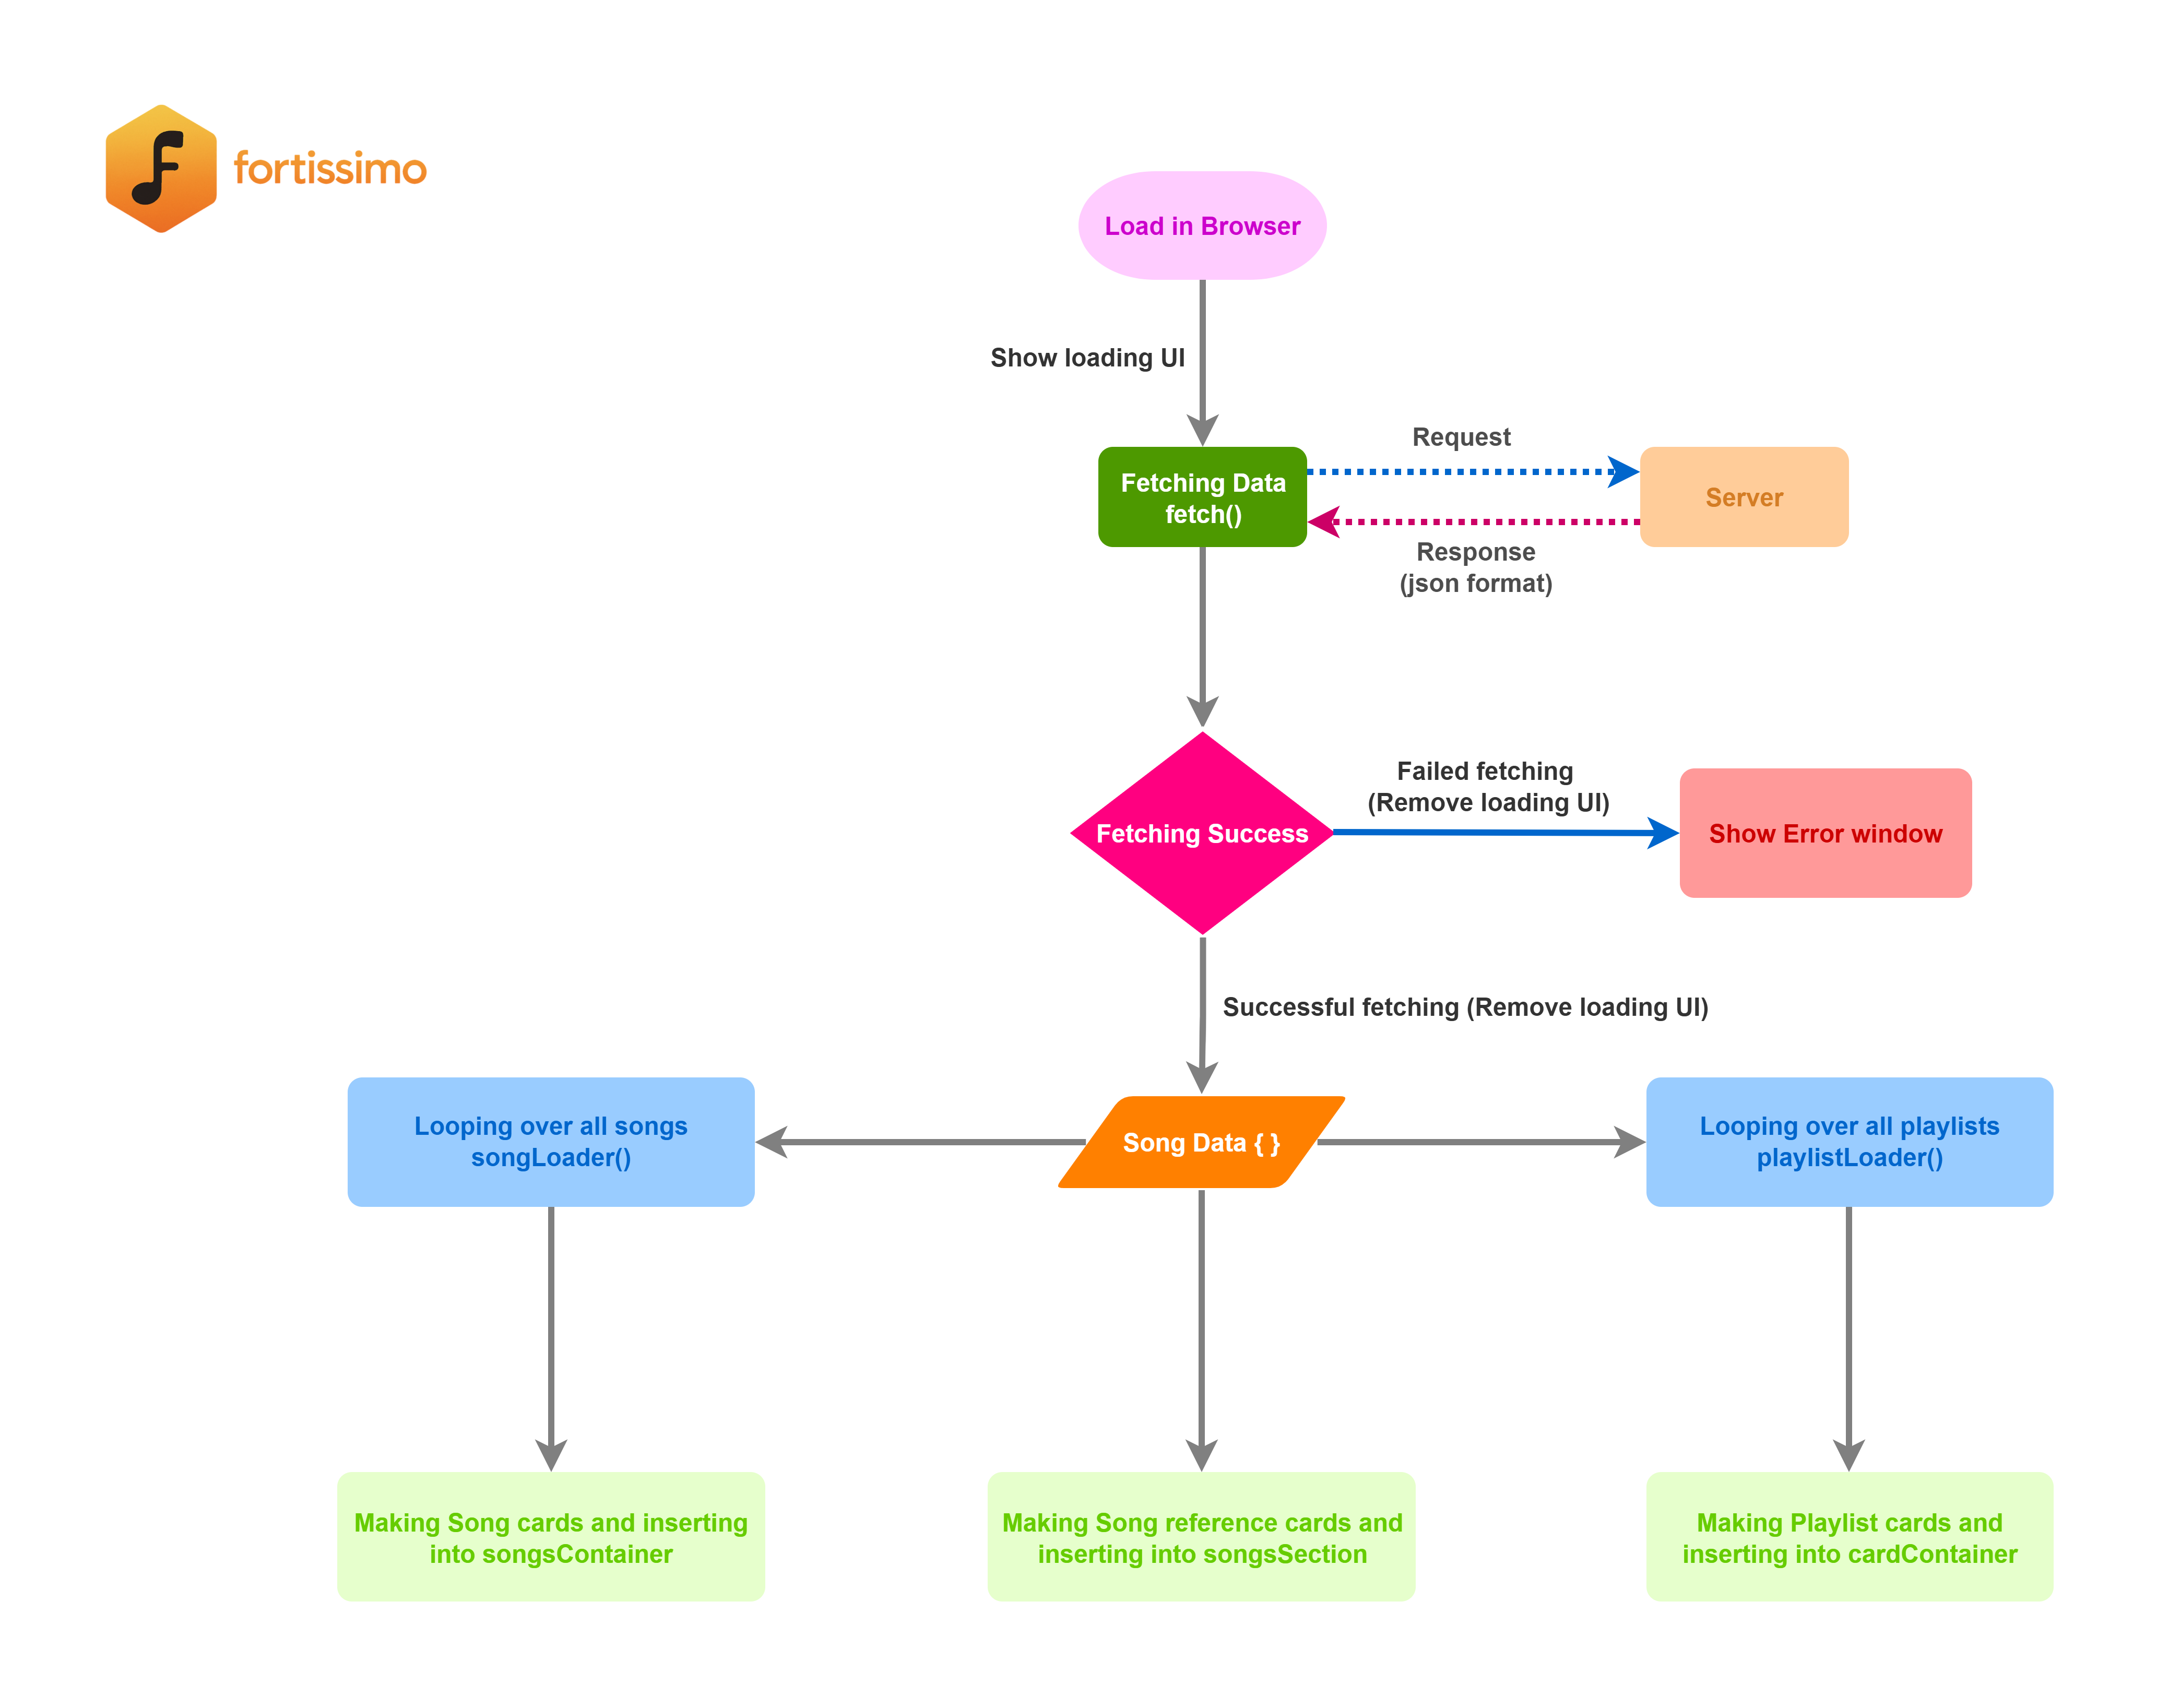 fortissimo
Load in Browser
Show loading UI
Request
Fetching Data
fetch()
Server
Response
(json format)
Failed fetching
(Remove loading UI)
Fetching Success
Show Error window
Successful fetching (Remove loading UI)
Looping over all songs
songLoader()
Song Data { }
Looping over all playlists
playlistLoader()
Making Song cards and inserting
into songsContainer
Making Song reference cards and
inserting into songsSection
Making Playlist cards and
inserting into cardContainer